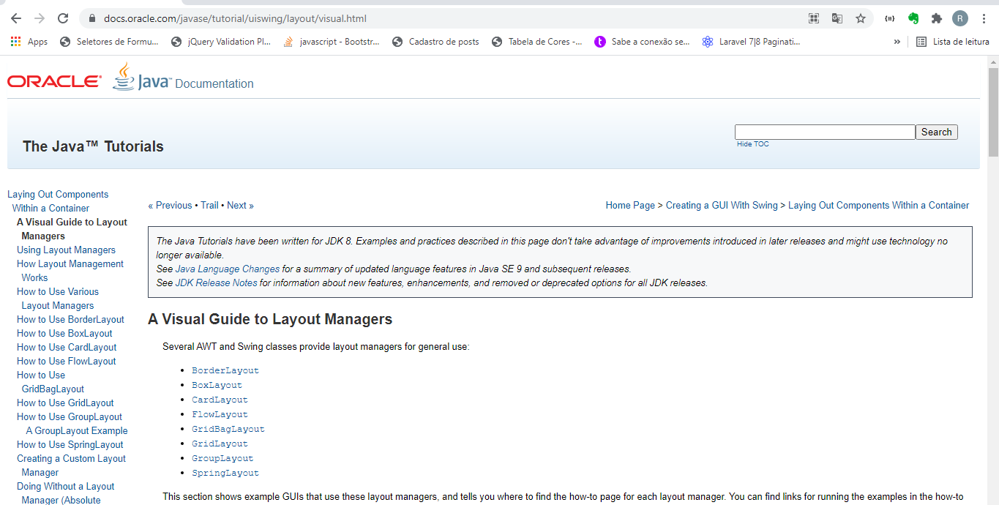 docs.oracle.com/javase/tutorial/uiswing/layout/visual.html
R
Apps
Seletores de Formu...
jQuery Validation Pl...
javascript - Bootstr...
Cadastro de posts
Tabela de Cores -...
Sabe a conexão se...
Laravel 7|8 Paginati...
»
Lista de leitura
ORACLE® Java™ Documentation
The Java™ Tutorials
Search
Hide TOC
Laying Out Components
Within a Container
A Visual Guide to Layout
Managers
Using Layout Managers
How Layout Management
Works
How to Use Various
Layout Managers
How to Use BorderLayout
How to Use BoxLayout
How to Use CardLayout
How to Use FlowLayout
How to Use
GridBagLayout
How to Use GridLayout
How to Use GroupLayout
A GroupLayout Example
How to Use SpringLayout
Creating a Custom Layout
Manager
Doing Without a Layout
Manager (Absolute
« Previous • Trail • Next »
Home Page > Creating a GUI With Swing > Laying Out Components Within a Container
The Java Tutorials have been written for JDK 8. Examples and practices described in this page don't take advantage of improvements introduced in later releases and might use technology no
longer available.
See Java Language Changes for a summary of updated language features in Java SE 9 and subsequent releases.
See JDK Release Notes for information about new features, enhancements, and removed or deprecated options for all JDK releases.
A Visual Guide to Layout Managers
Several AWT and Swing classes provide layout managers for general use:
• BorderLayout
• BoxLayout
• CardLayout
• FlowLayout
• GridBagLayout
• GridLayout
• GroupLayout
• SpringLayout
This section shows example GUIs that use these layout managers, and tells you where to find the how-to page for each layout manager. You can find links for running the examples in the how-to